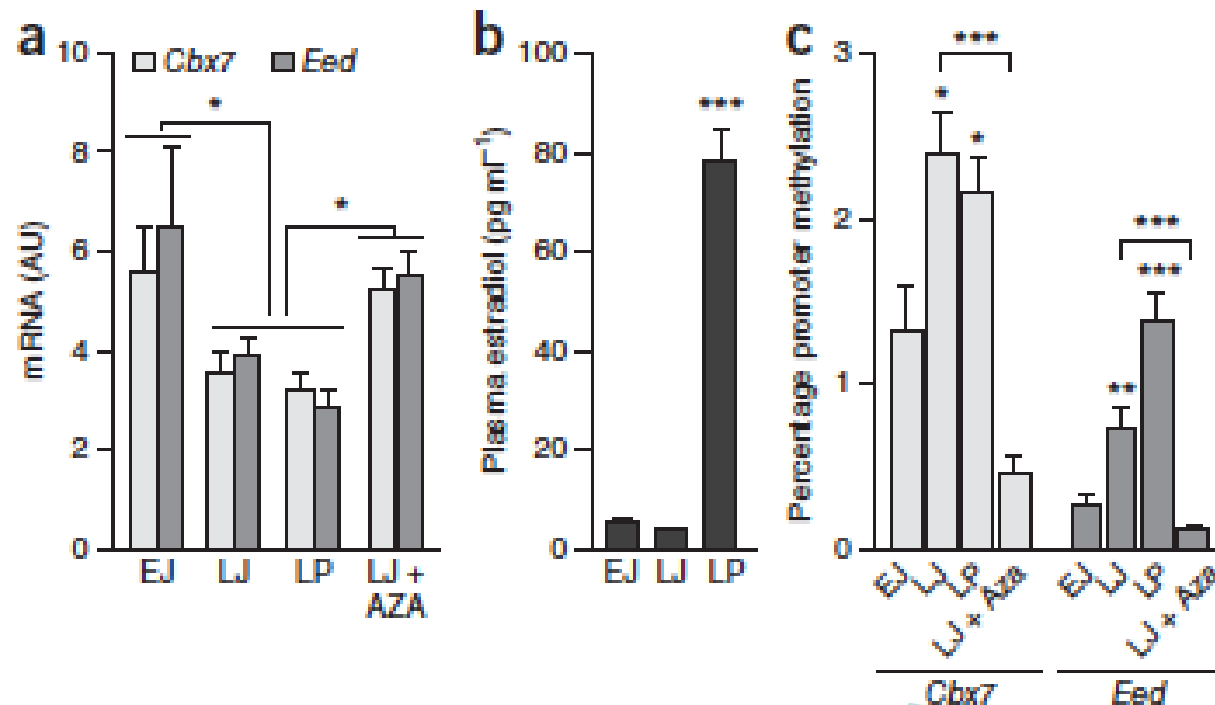 a
10
8
6
4
2
0
mRNA (AU)
Cbx7 Eed
*
*
EJ LJ LP LJ +
AZA
b
100
80
60
40
20
0
Plasma estradiol (pg ml⁻¹)
***
EJ LJ LP
c
3
2
1
0
Percentage promoter methylation
***
*
*
***
***
**
EJ LJ LP LJ + Aza EJ LJ LP LJ + Aza
Cbx7 Eed